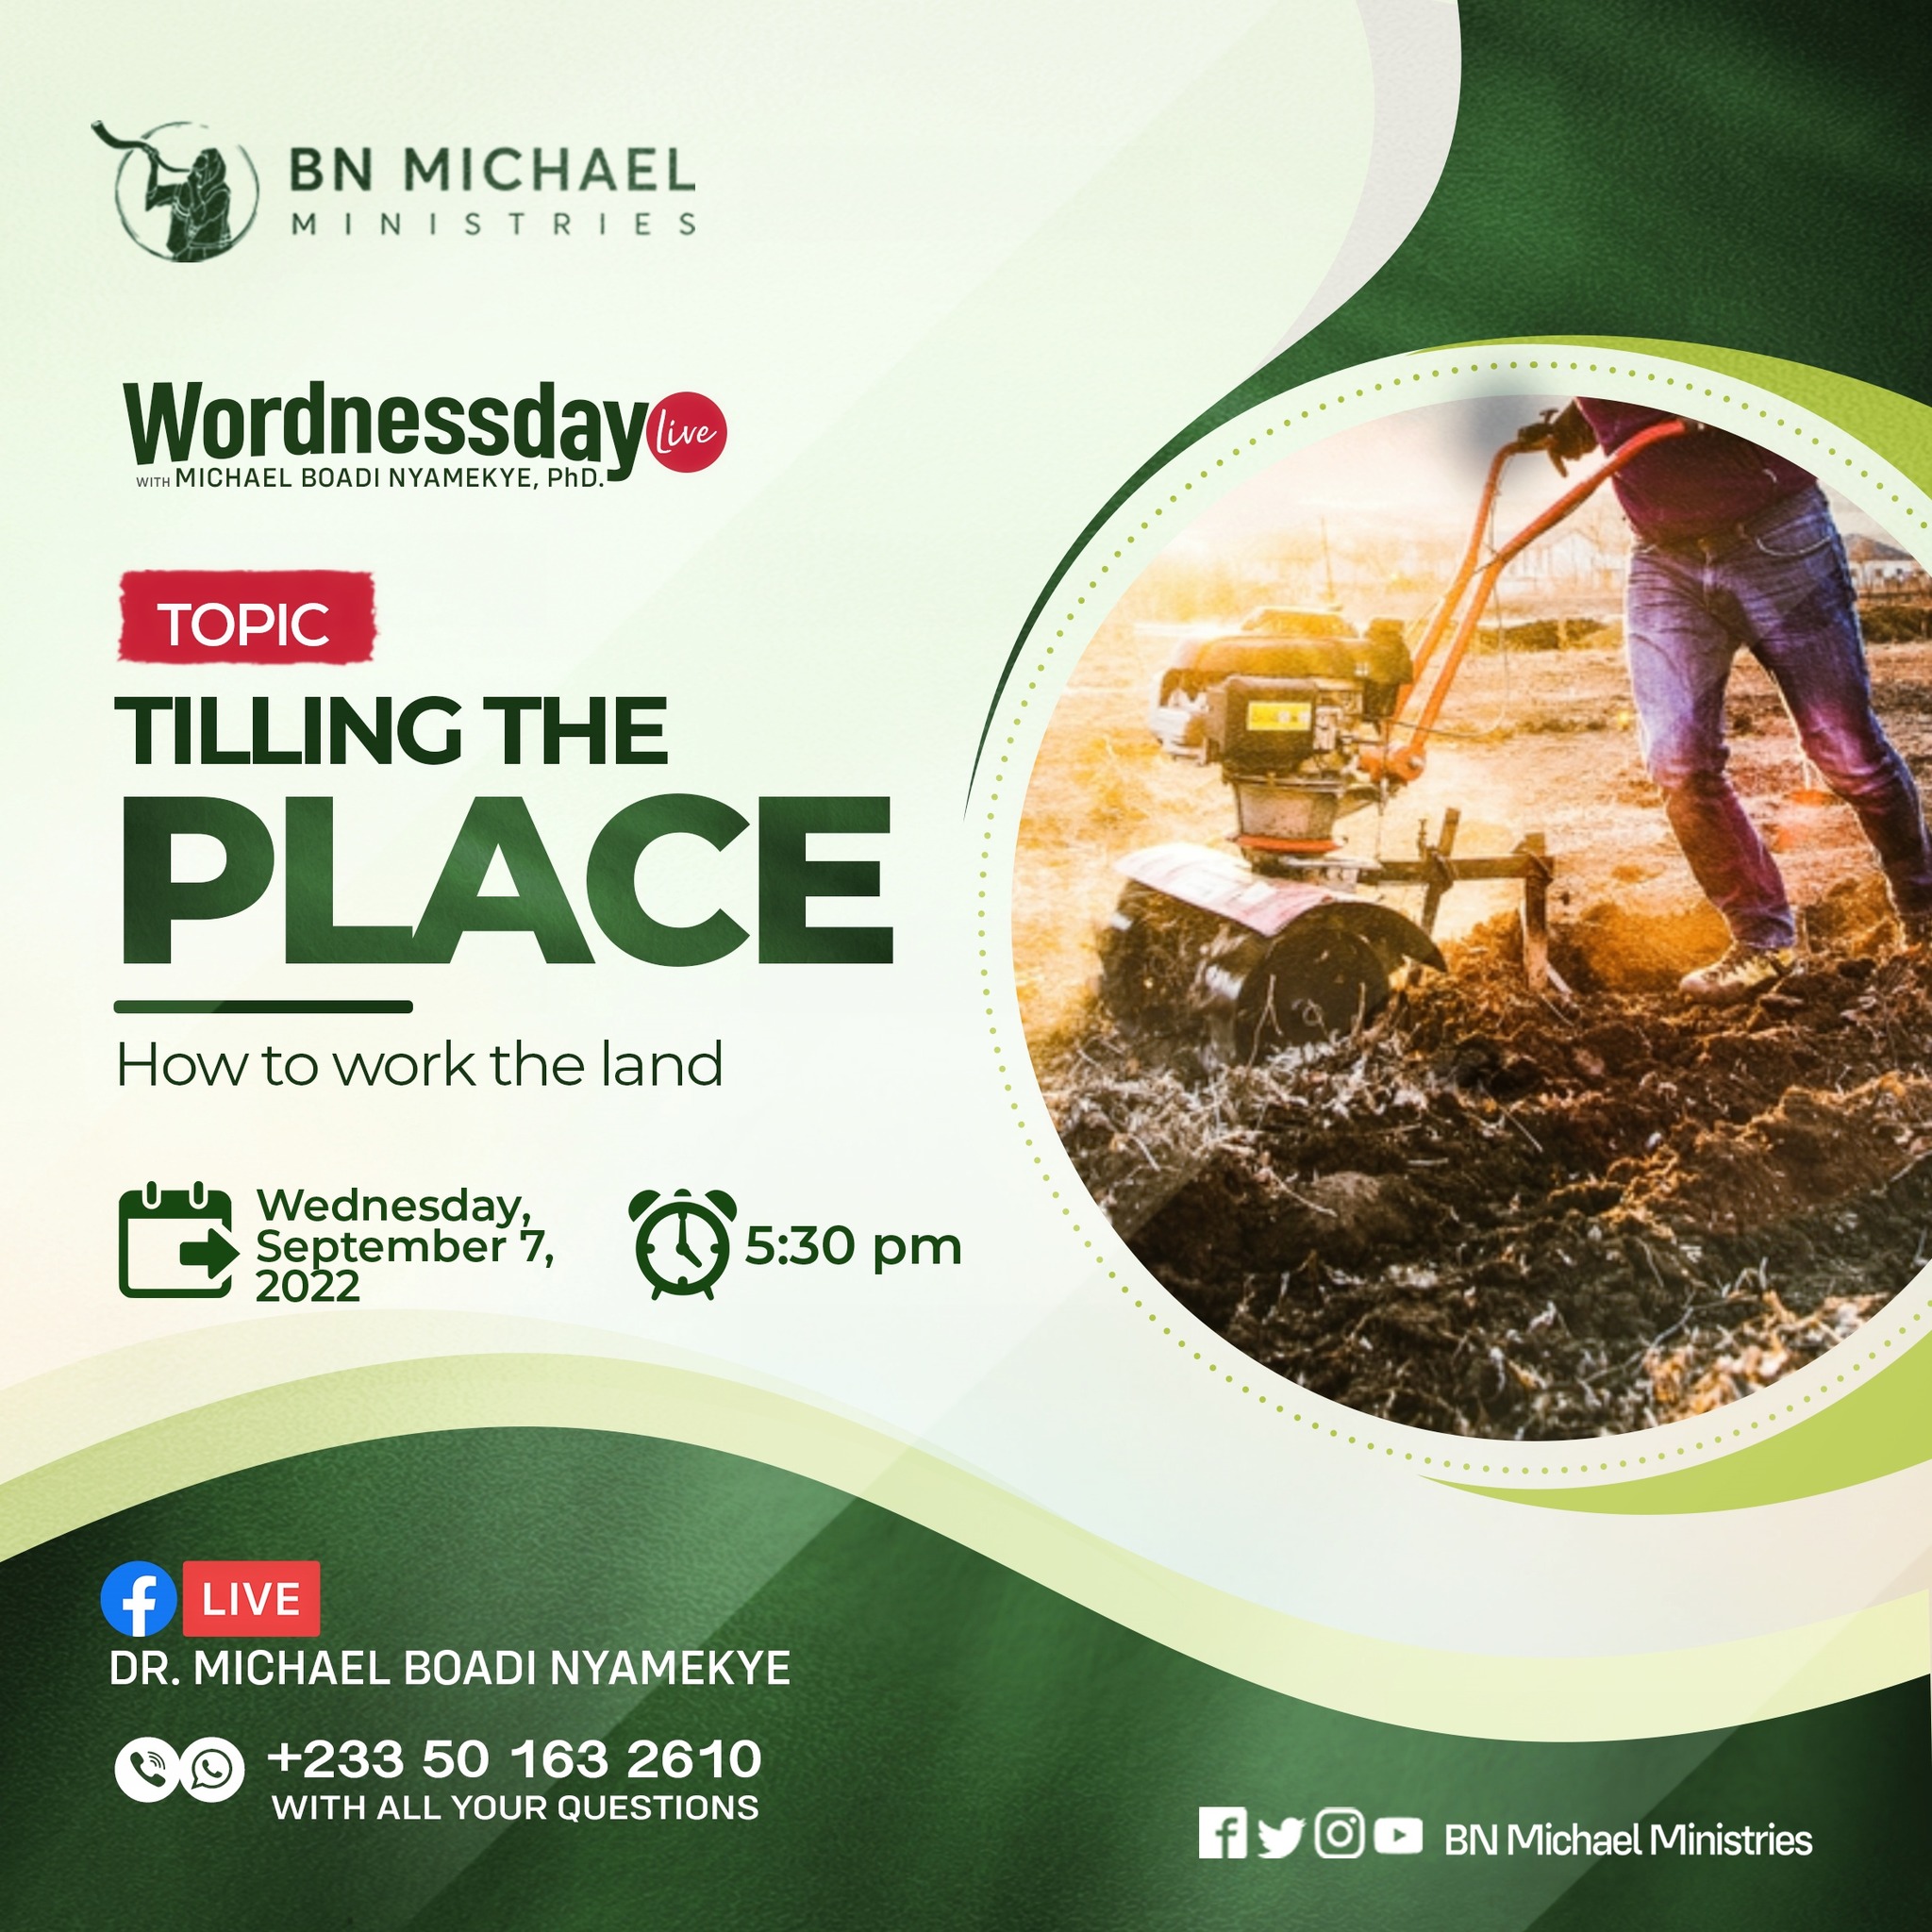 BN MICHAEL
MINISTRIES
Wordnessday Live
WITH MICHAEL BOADI NYAMEKYE, PhD.
TOPIC
TILLING THE
PLACE
How to work the land
Wednesday,
September 7,
2022
5:30 pm
f LIVE
DR. MICHAEL BOADI NYAMEKYE
+233 50 163 2610
WITH ALL YOUR QUESTIONS
BN Michael Ministries